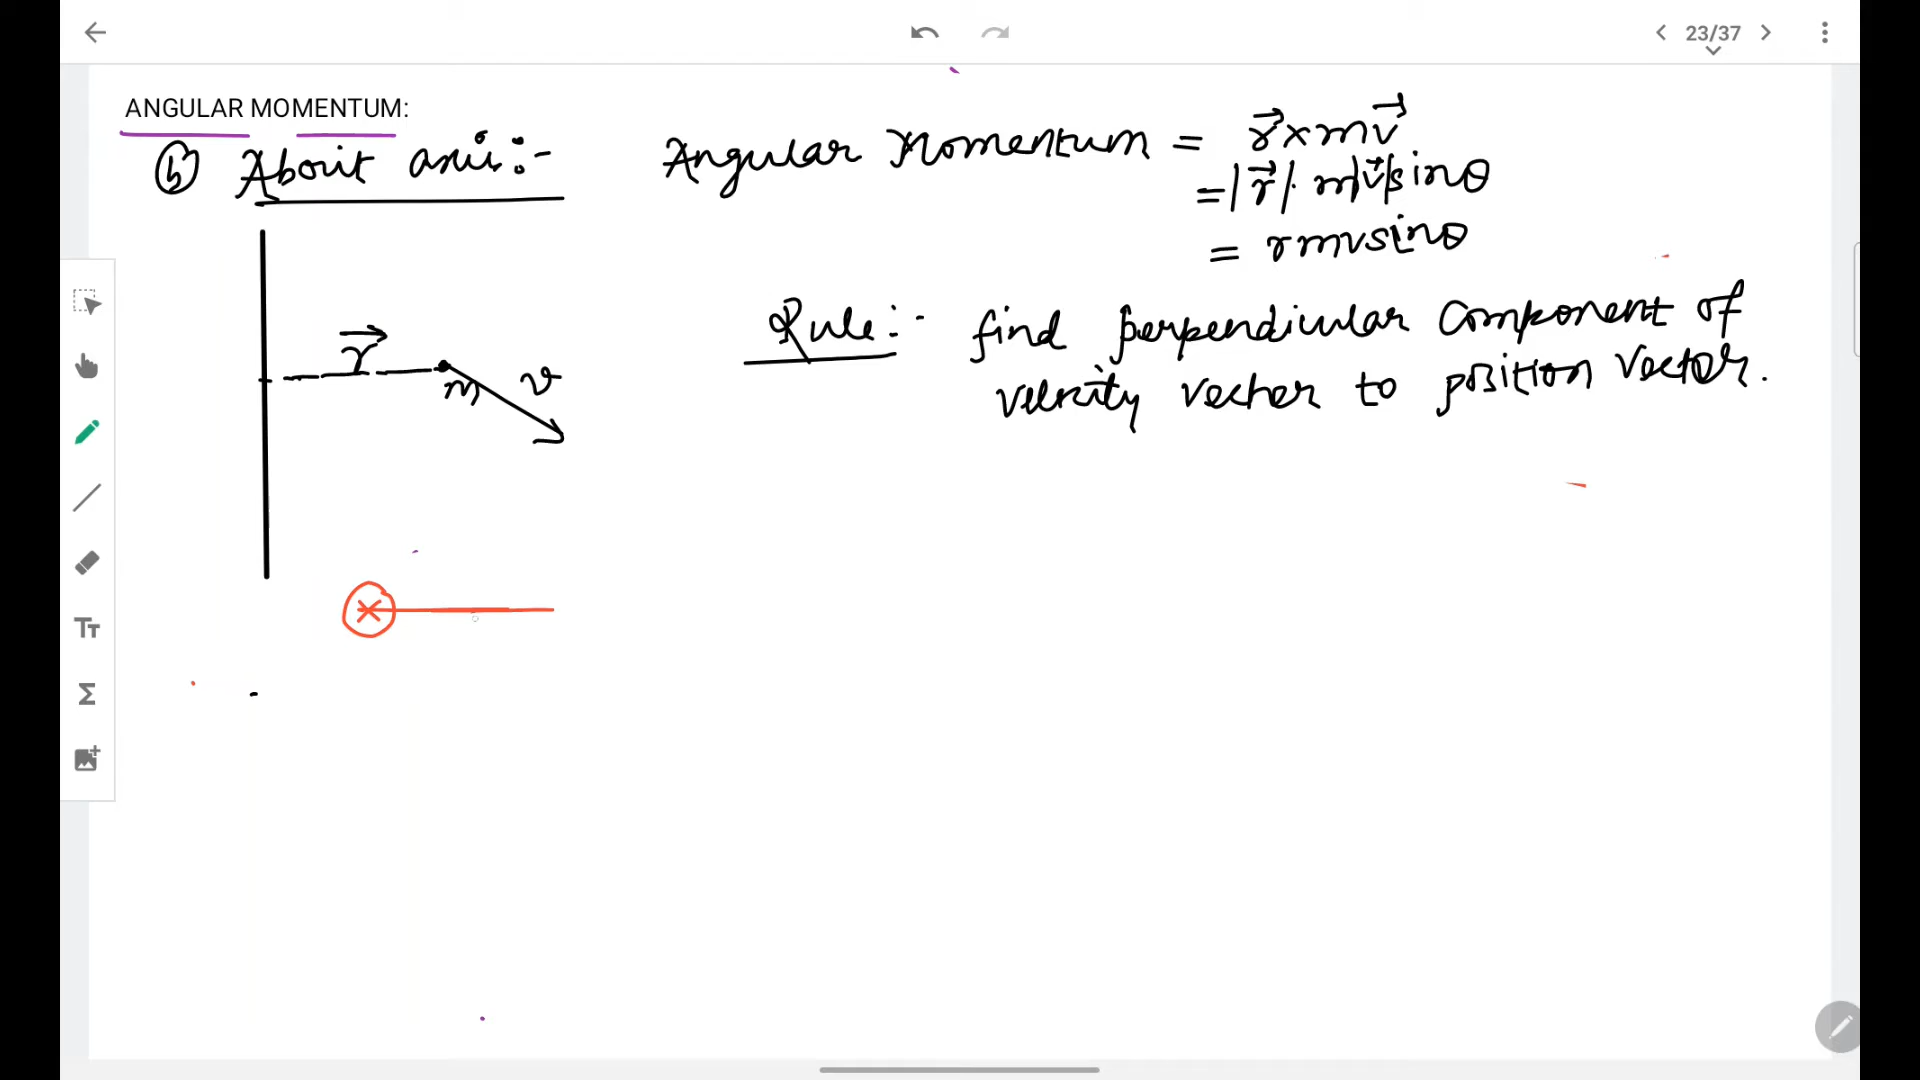 23/37
ANGULAR MOMENTUM:
ⓑ About axis:-
Angular Momentum = r⃗ × m v⃗
= |r⃗|. m|v⃗|sinθ
= rmvsinθ
Rule:- find perpendicular component of
velocity vector to position vector.
r⃗
m
v
Tт
Σ